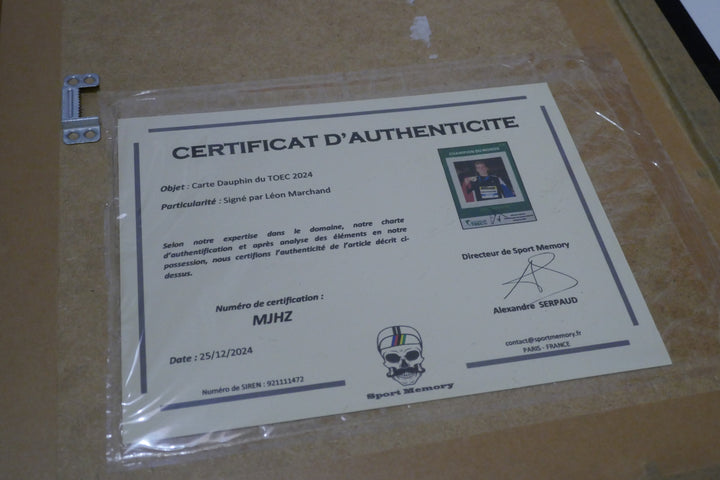 CERTIFICAT D'AUTHENTICITE
Objet : Carte Dauphin du TOEC 2024
Particularité : Signé par Léon Marchand
CHAMPION DU MONDE
Selon notre expertise dans le domaine, notre charte
d'authentification et après analyse des éléments en notre
possession, nous certifions l'authenticité de l'article décrit ci-
dessus.
Directeur de Sport Memory
Alexandre SERPAUD
Numéro de certification :
MJHZ
Date : 25/12/2024
contact@sportmemory.fr
PARIS - FRANCE
Numéro de SIREN : 921111472
Sport Memory